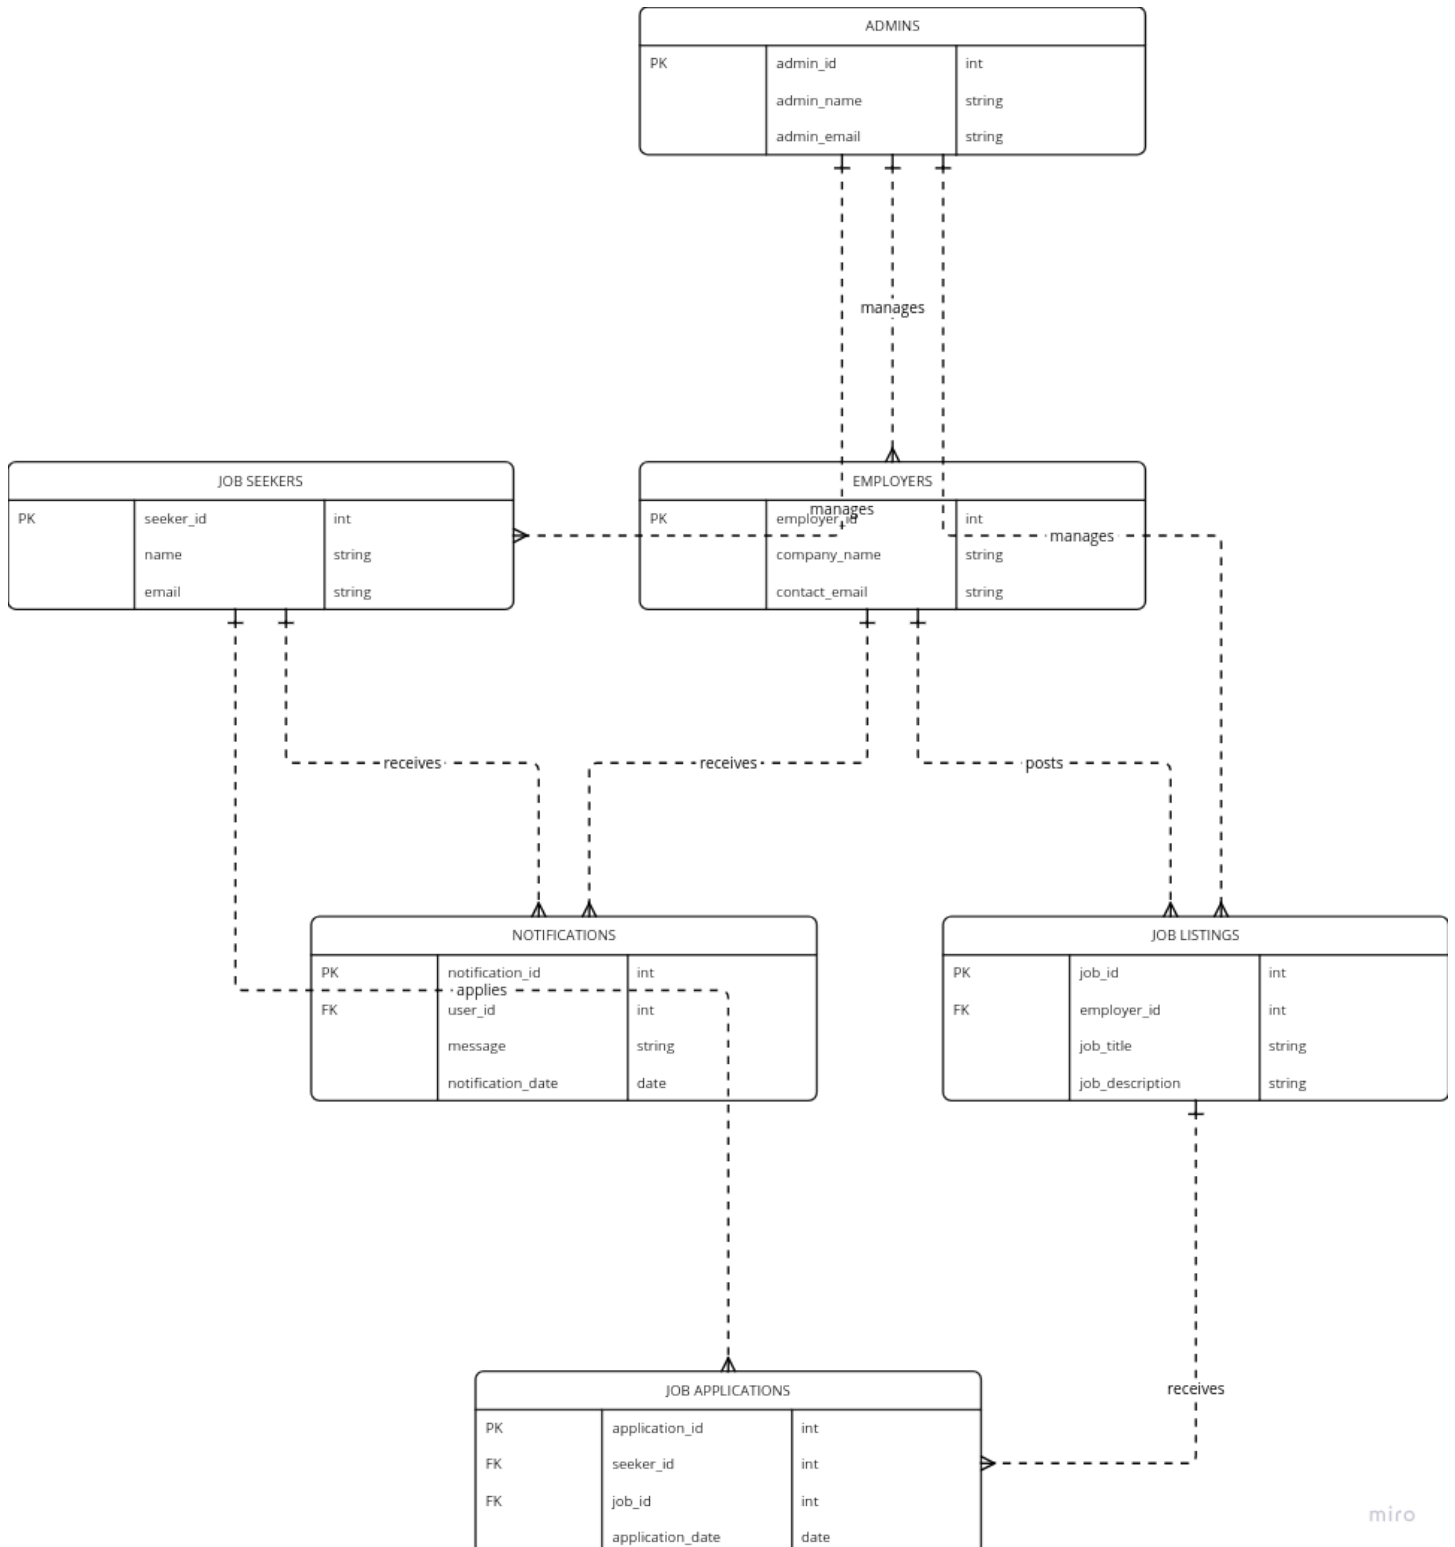 ADMINS
PK admin_id int
admin_name string
admin_email string
manages
JOB SEEKERS
PK seeker_id int
name string
email string
EMPLOYERS
PK employer_id int
company_name string
contact_email string
manages
manages
receives
receives
posts
NOTIFICATIONS
PK notification_id int
FK user_id int
message string
notification_date date
applies
JOB LISTINGS
PK job_id int
FK employer_id int
job_title string
job_description string
receives
JOB APPLICATIONS
PK application_id int
FK seeker_id int
FK job_id int
application_date date
miro